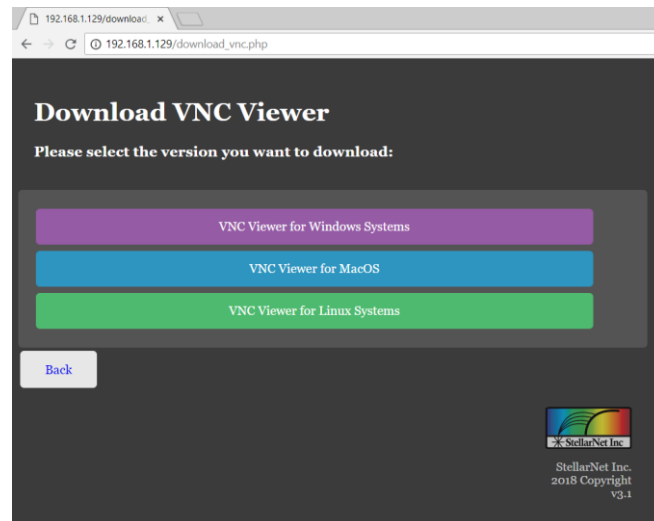 192.168.1.129/download_
192.168.1.129/download_vnc.php
Download VNC Viewer
Please select the version you want to download:
VNC Viewer for Windows Systems
VNC Viewer for MacOS
VNC Viewer for Linux Systems
Back
StellarNet Inc
StellarNet Inc.
2018 Copyright
v3.1